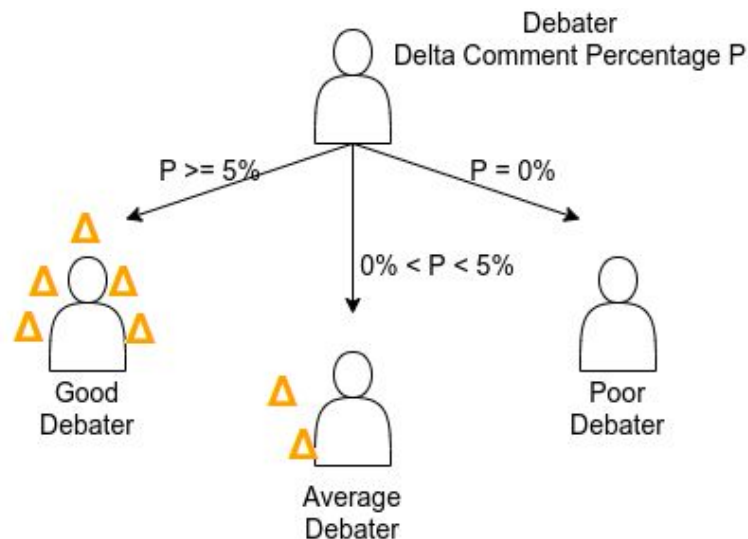 Debater
Delta Comment Percentage P
P >= 5%
P = 0%
0% < P < 5%
Δ
Δ Δ
Δ Δ
Good
Debater
Δ
Δ
Poor
Debater
Average
Debater